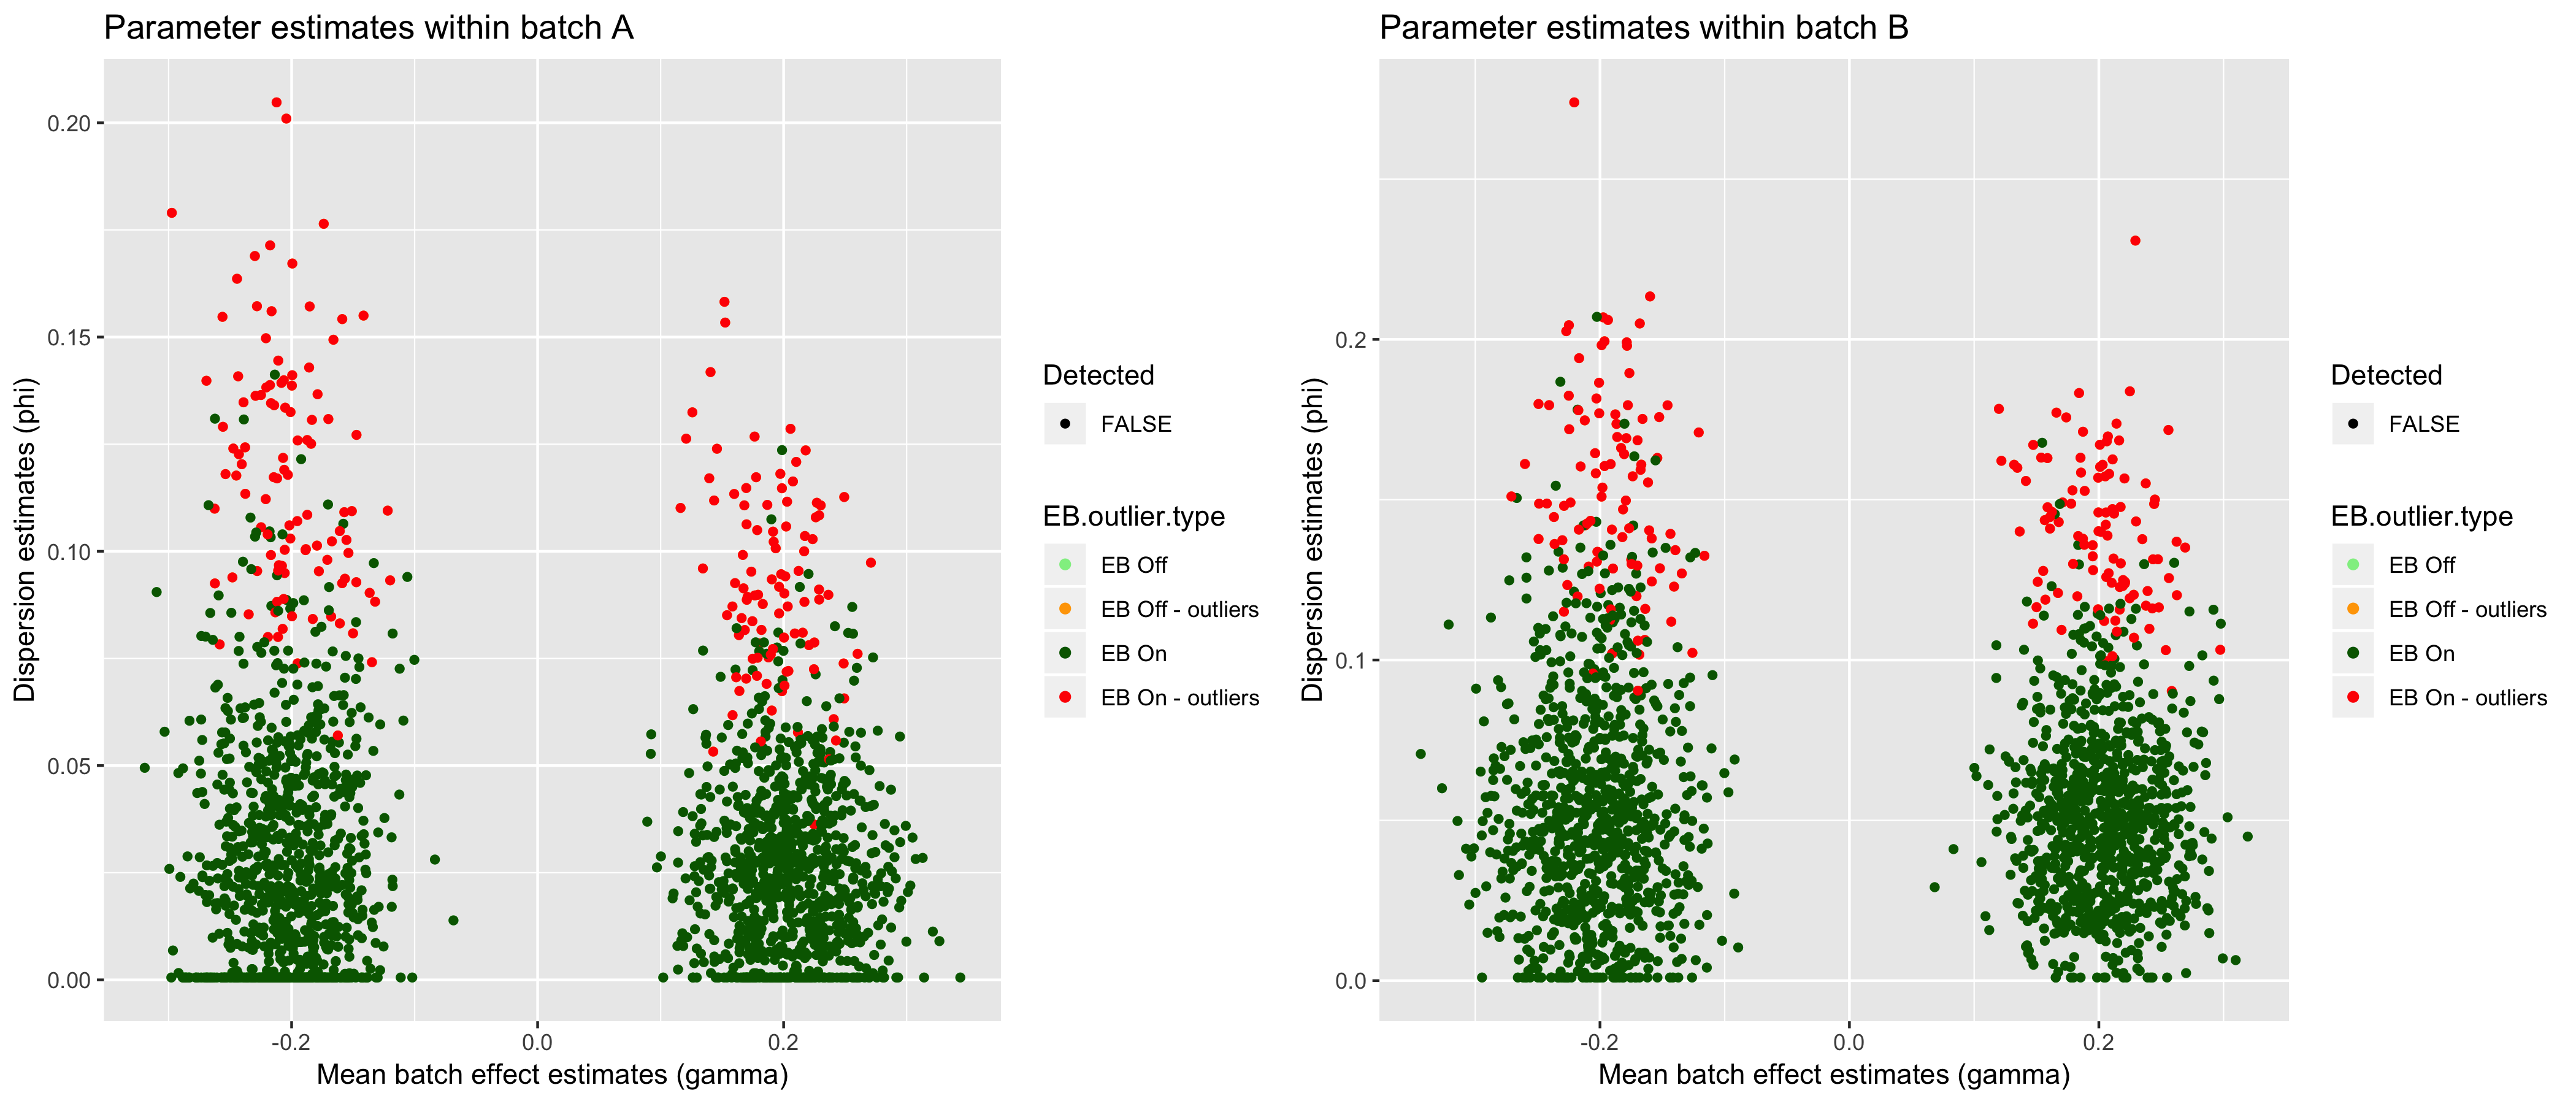 Parameter estimates within batch A
Dispersion estimates (phi)
0.20
0.15
0.10
0.05
0.00
-0.2
0.0
0.2
Mean batch effect estimates (gamma)
Detected
FALSE
EB.outlier.type
EB Off
EB Off - outliers
EB On
EB On - outliers
Parameter estimates within batch B
Dispersion estimates (phi)
0.2
0.1
0.0
-0.2
0.0
0.2
Mean batch effect estimates (gamma)
Detected
FALSE
EB.outlier.type
EB Off
EB Off - outliers
EB On
EB On - outliers